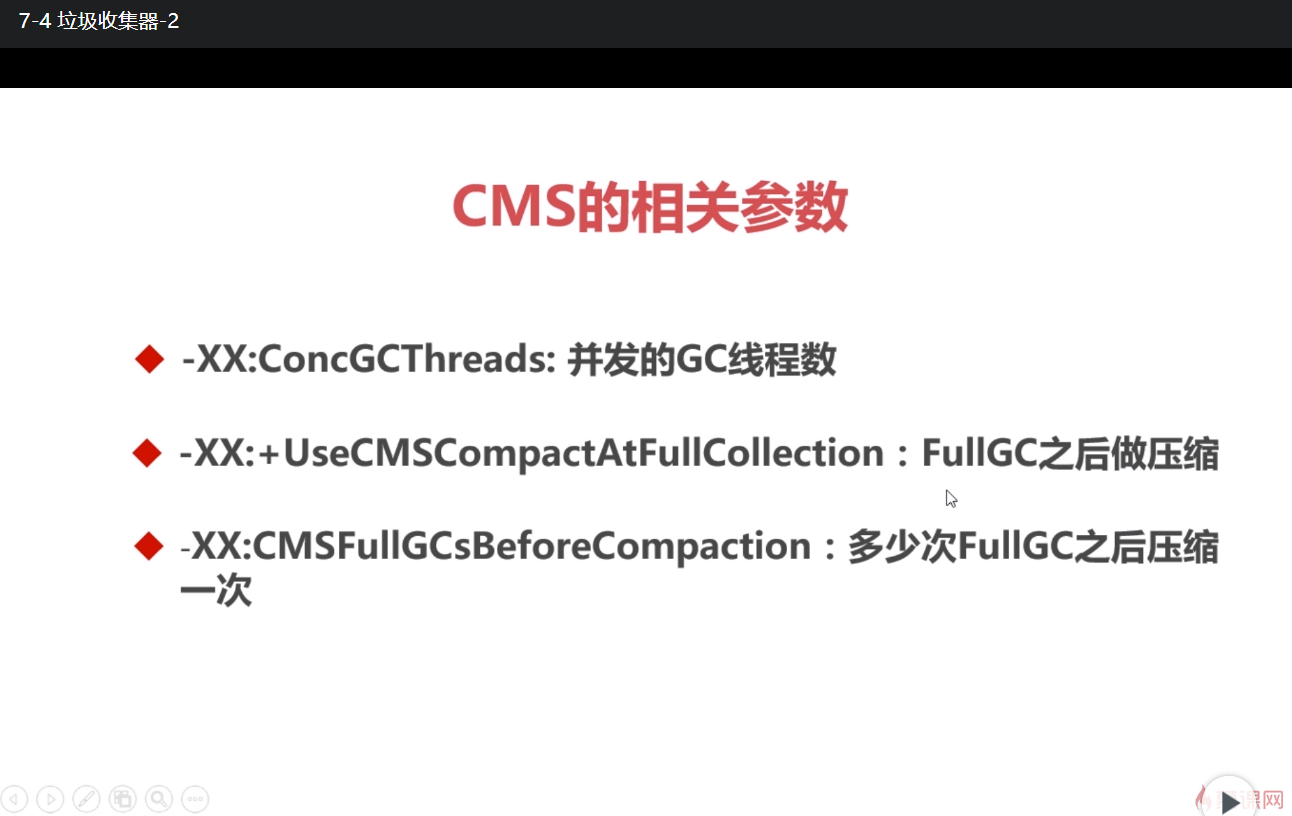 7-4 垃圾收集器-2
CMS的相关参数
-XX:ConcGCThreads: 并发的GC线程数
-XX:+UseCMSCompactAtFullCollection：FullGC之后做压缩
-XX:CMSFullGCsBeforeCompaction：多少次FullGC之后压缩
一次
课网